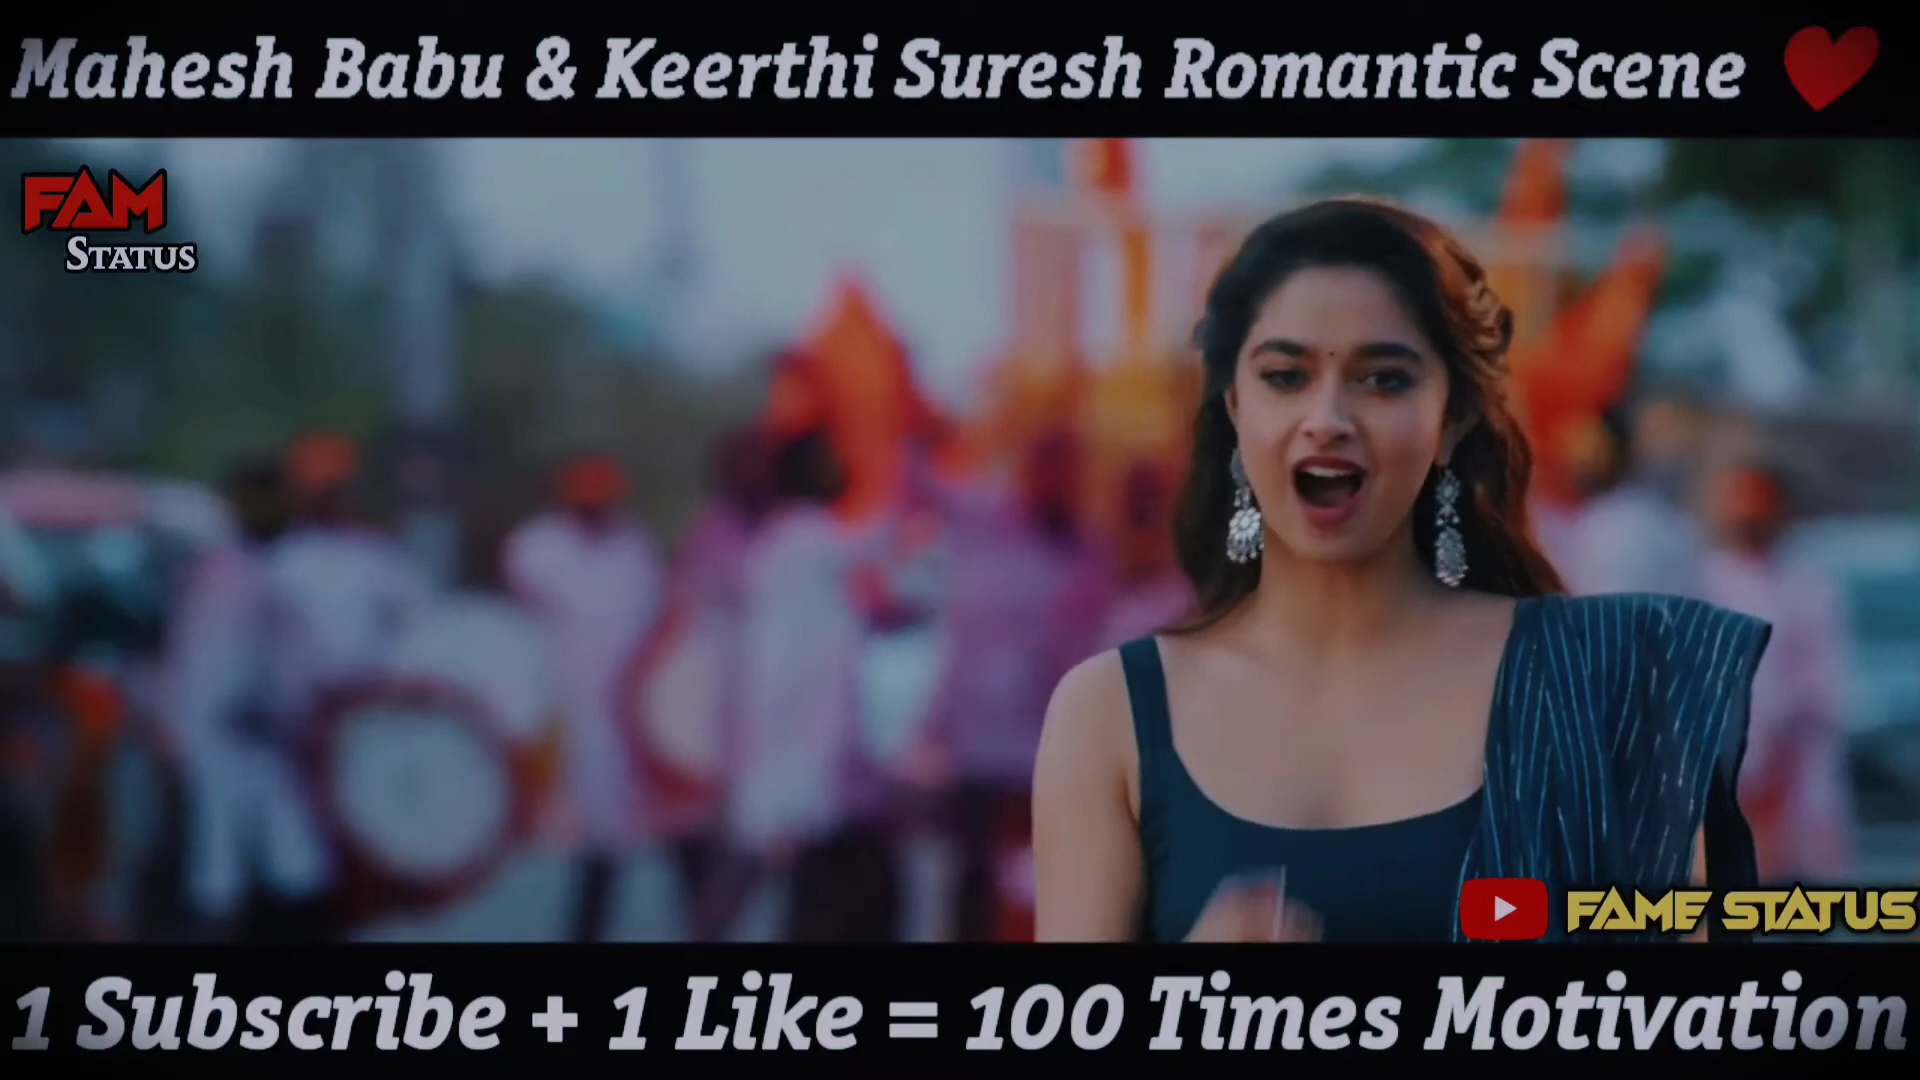 Mahesh Babu & Keerthi Suresh Romantic Scene
FAM
STATUS
FAME STATUS
1 Subscribe + 1 Like = 100 Times Motivation